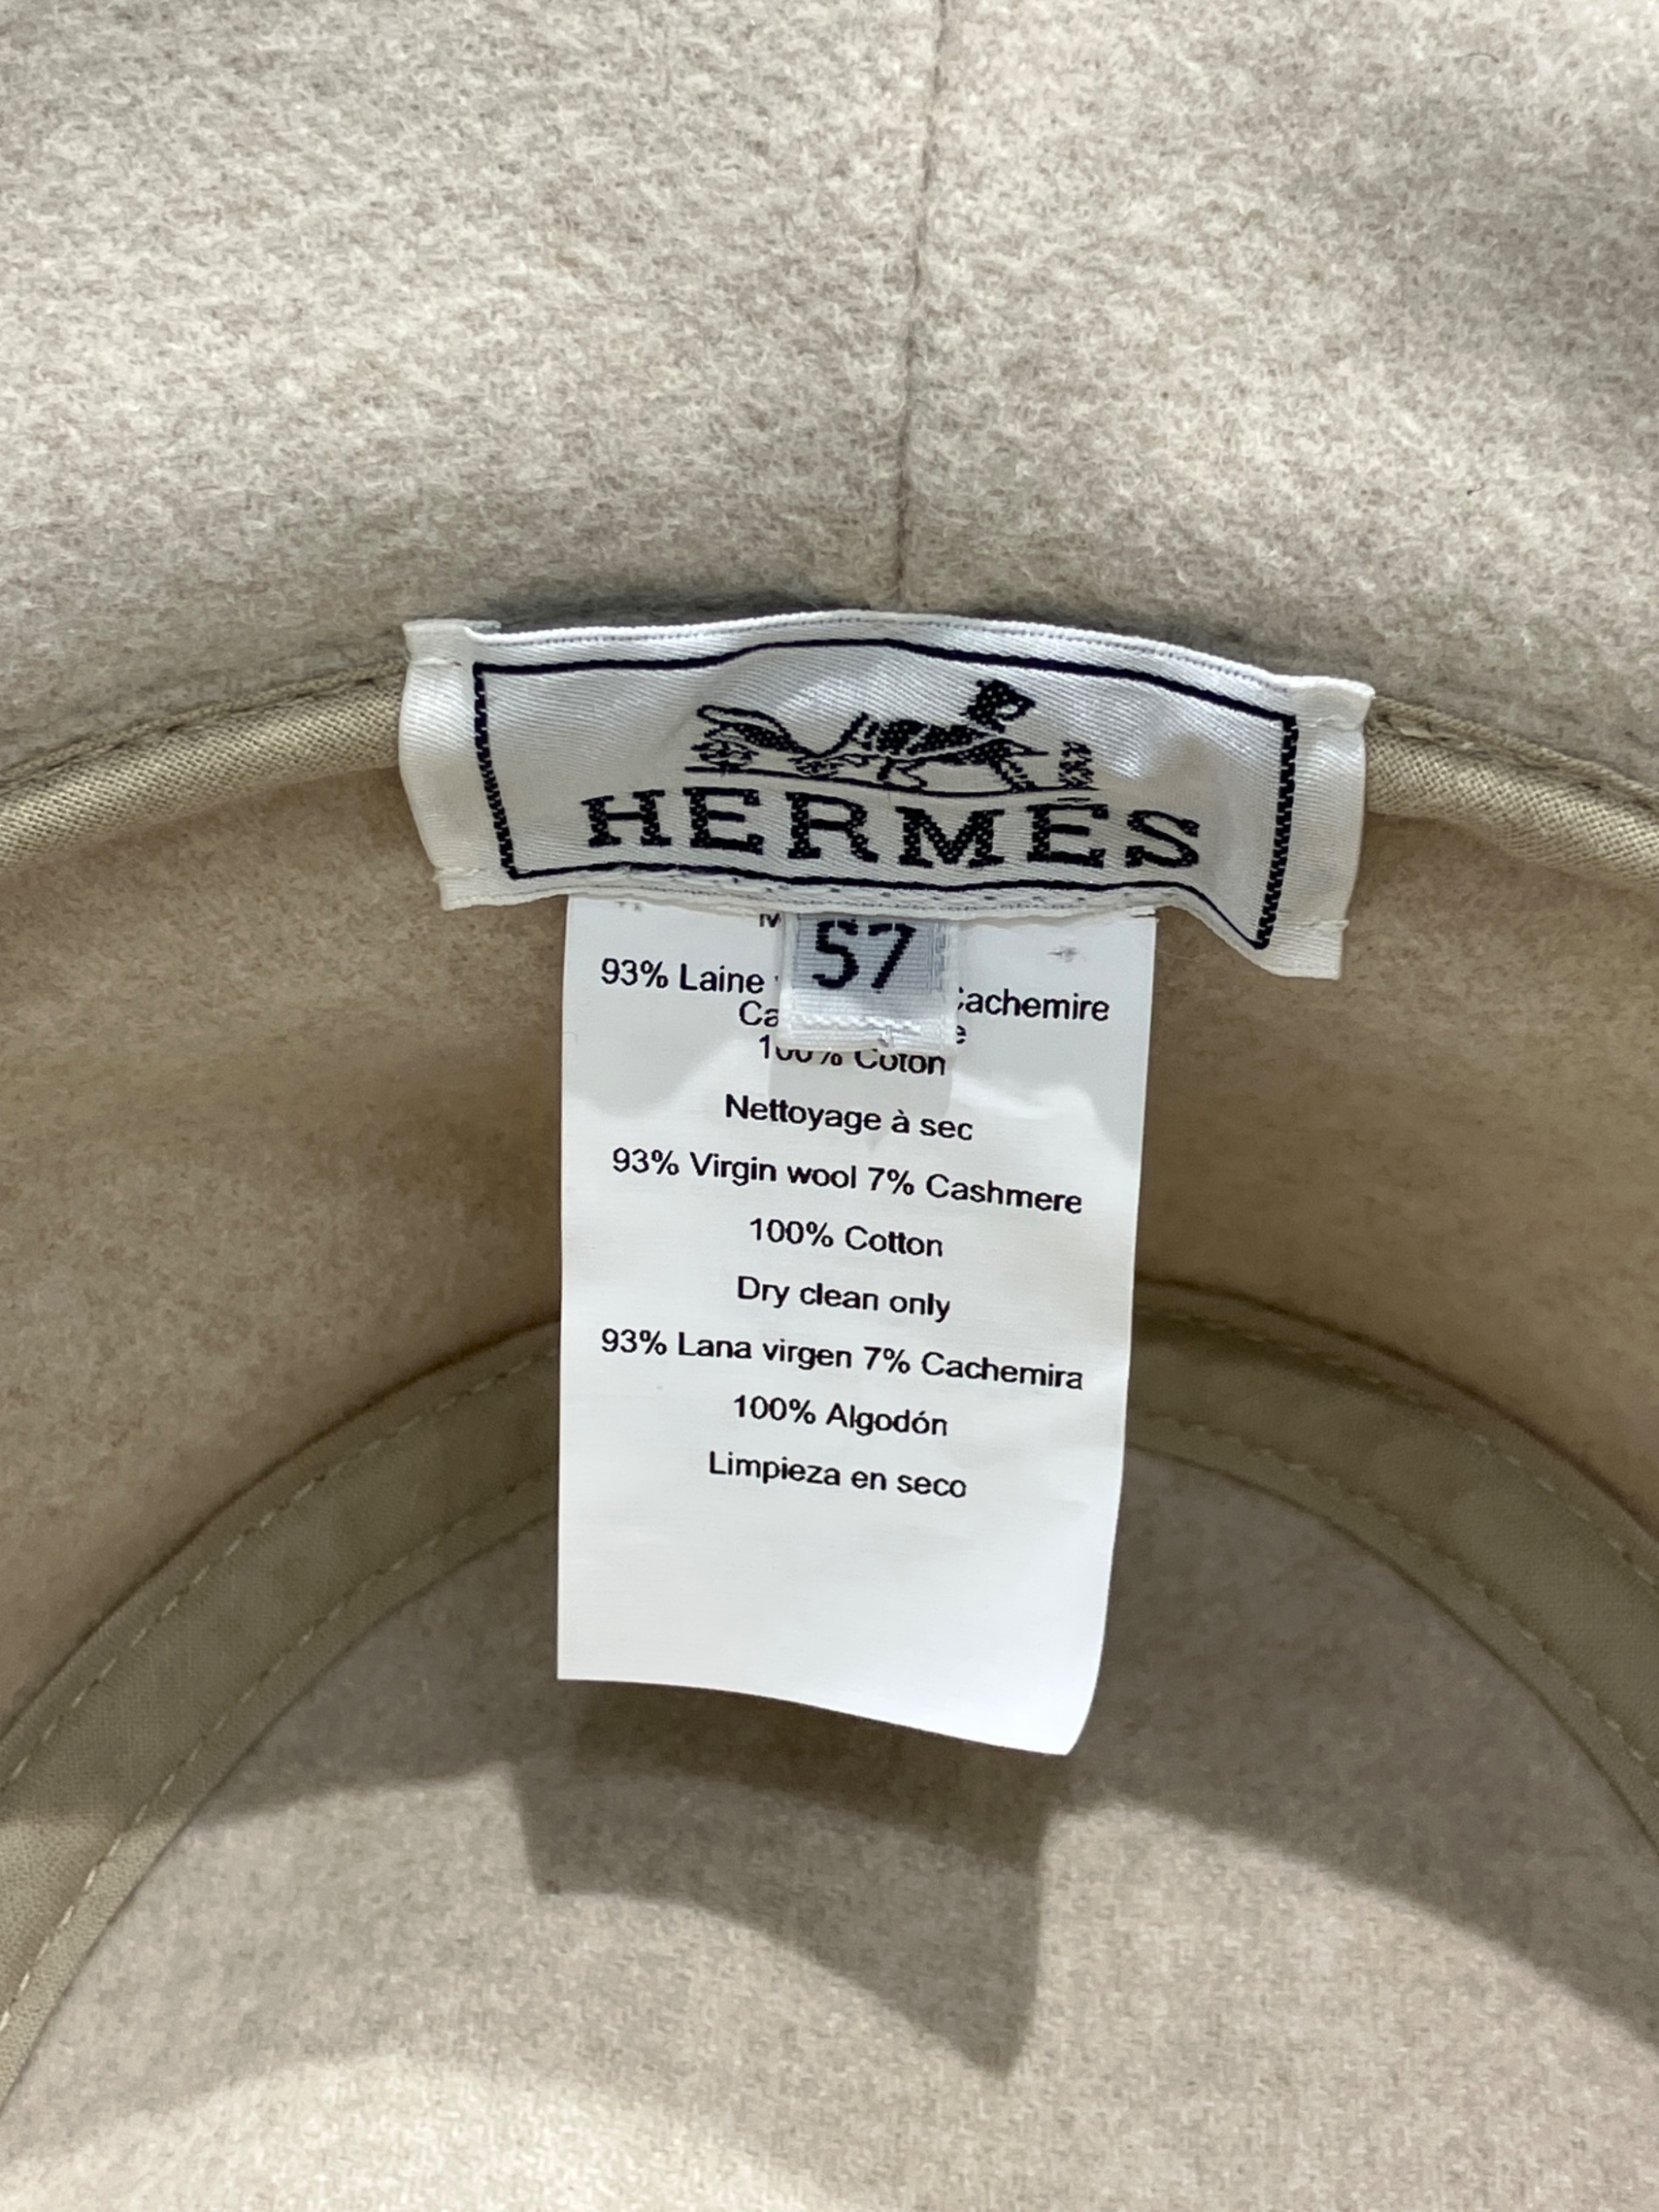 HERMÈS
57
93% Laine
Cachemire
100% Coton
Nettoyage à sec
93% Virgin wool 7% Cashmere
100% Cotton
Dry clean only
93% Lana virgen 7% Cachemira
100% Algodón
Limpieza en seco